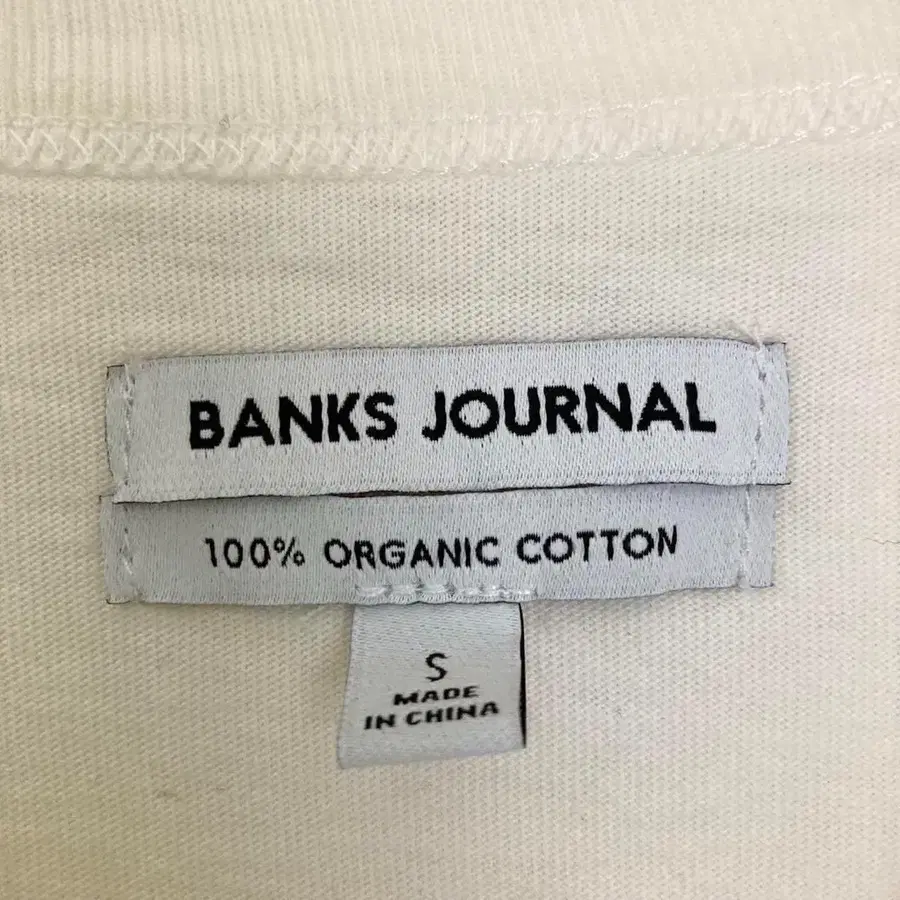 BANKS JOURNAL
100% ORGANIC COTTON
S
MADE
IN CHINA